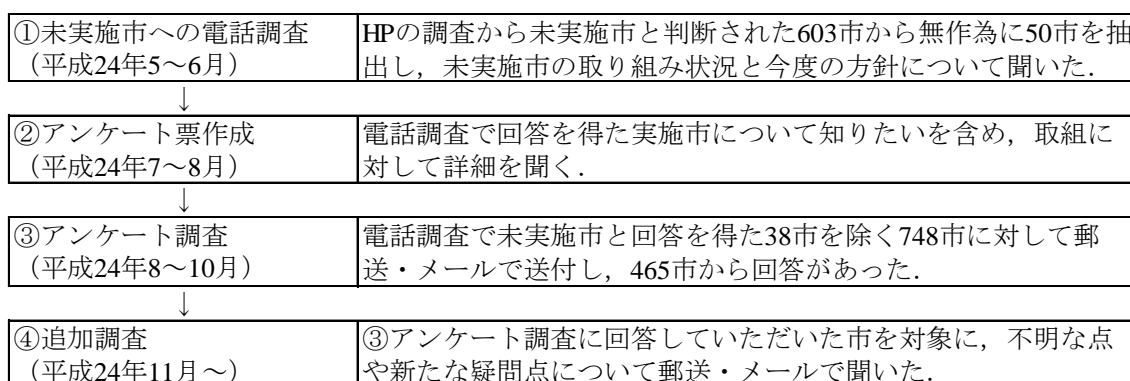 ①未実施市への電話調査
（平成24年5～6月）
HPの調査から未実施市と判断された603市から無作為に50市を抽
出し，未実施市の取り組み状況と今度の方針について聞いた．
↓
②アンケート票作成
（平成24年7～8月）
電話調査で回答を得た実施市について知りたいを含め，取組に
対して詳細を聞く．
↓
③アンケート調査
（平成24年8～10月）
電話調査で未実施市と回答を得た38市を除く748市に対して郵
送・メールで送付し，465市から回答があった．
↓
④追加調査
（平成24年11月～）
③アンケート調査に回答していただいた市を対象に，不明な点
や新たな疑問点について郵送・メールで聞いた．